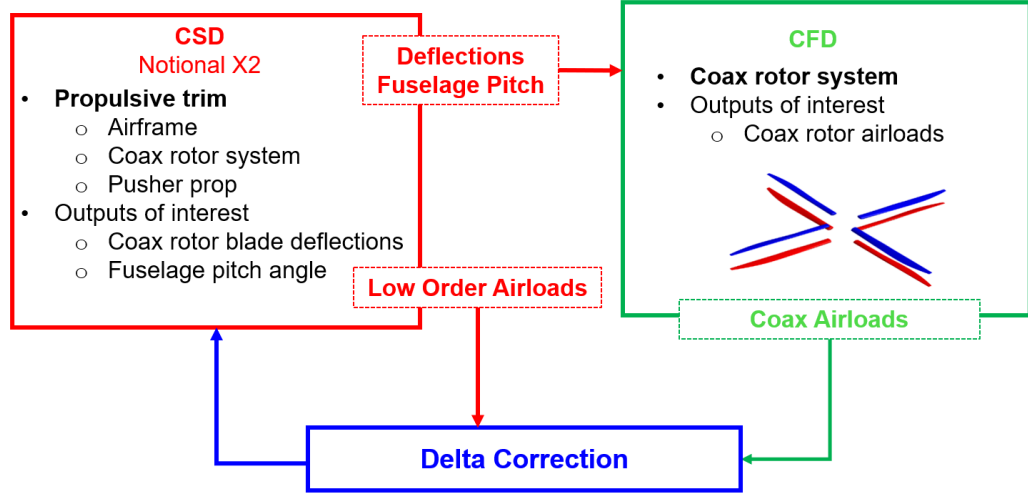 CSD
Notional X2
• Propulsive trim
o Airframe
o Coax rotor system
o Pusher prop
• Outputs of interest
o Coax rotor blade deflections
o Fuselage pitch angle
Deflections
Fuselage Pitch
Low Order Airloads
CFD
• Coax rotor system
• Outputs of interest
o Coax rotor airloads
Coax Airloads
Delta Correction